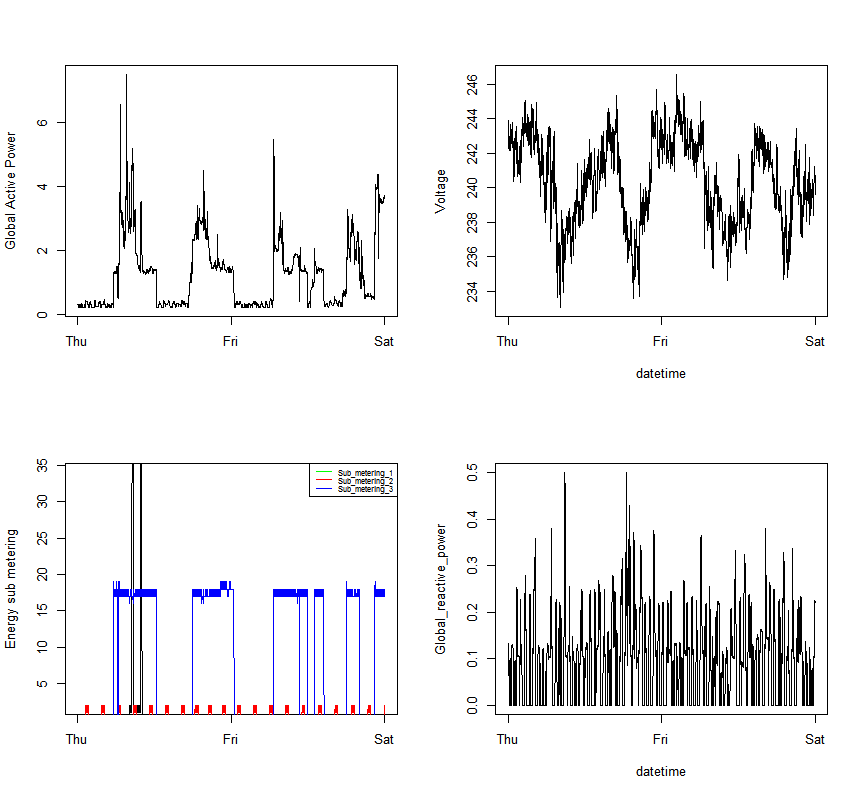 Global Active Power
0
2
4
6
Thu
Fri
Sat
Voltage
234
236
238
240
242
244
246
Thu
Fri
Sat
datetime
Energy sub metering
5
10
15
20
25
30
35
Sub_metering_1
Sub_metering_2
Sub_metering_3
Thu
Fri
Sat
Global_reactive_power
0.0
0.1
0.2
0.3
0.4
0.5
Thu
Fri
Sat
datetime